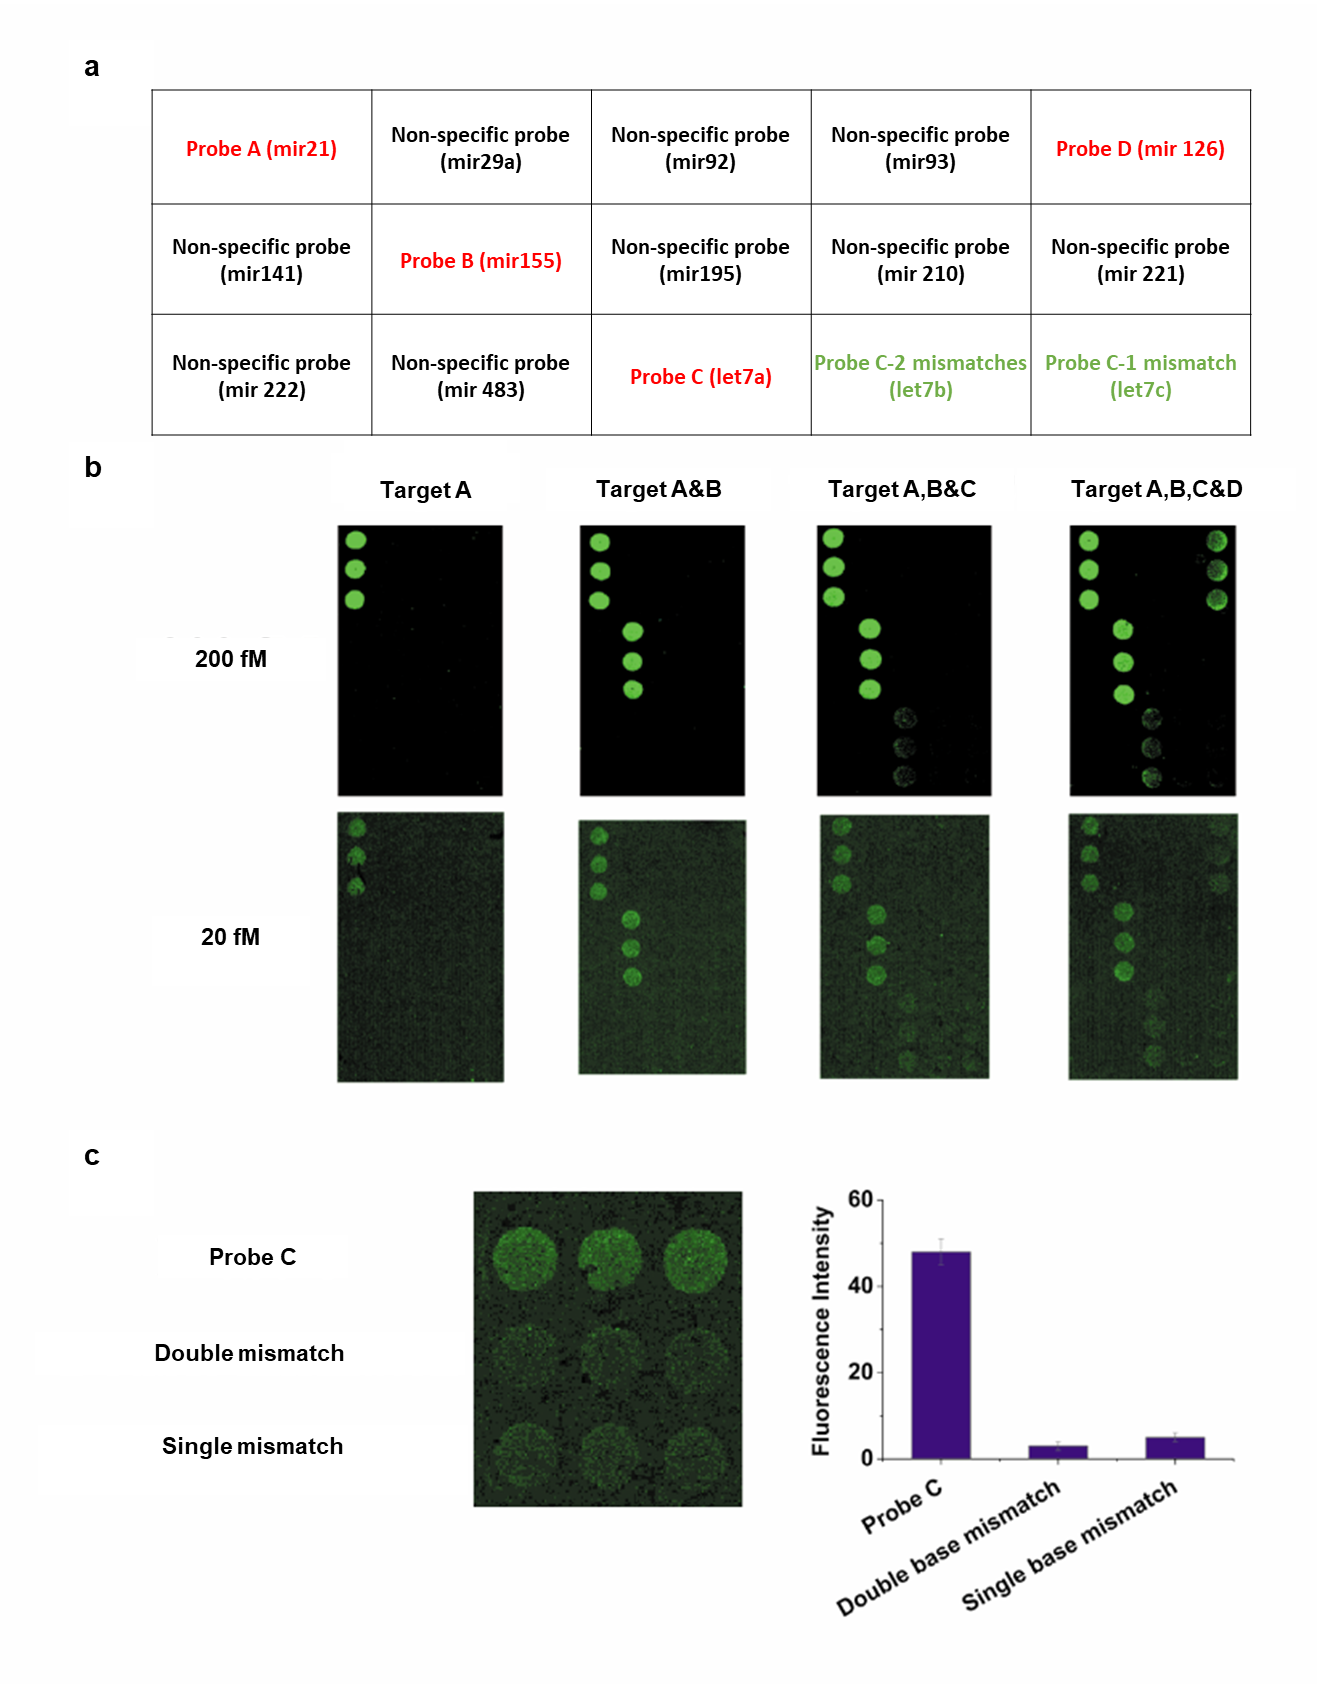 a
Probe A (mir21)
Non-specific probe
(mir29a)
Non-specific probe
(mir92)
Non-specific probe
(mir93)
Probe D (mir 126)
Non-specific probe
(mir141)
Probe B (mir155)
Non-specific probe
(mir195)
Non-specific probe
(mir 210)
Non-specific probe
(mir 221)
Non-specific probe
(mir 222)
Non-specific probe
(mir 483)
Probe C (let7a)
Probe C-2 mismatches
(let7b)
Probe C-1 mismatch
(let7c)
b
Target A
Target A&B
Target A,B&C
Target A,B,C&D
200 fM
20 fM
c
Probe C
Double mismatch
Single mismatch
Fluorescence Intensity
60
40
20
0
Probe C
Double base mismatch
Single base mismatch